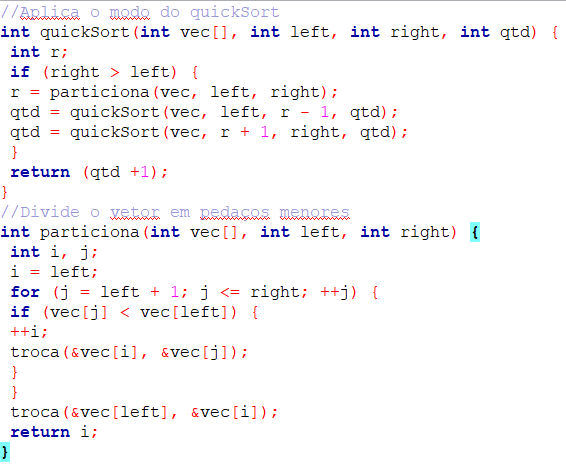 //Aplica o modo do quickSort
int quickSort(int vec[], int left, int right, int qtd) {
int r;
if (right > left) {
r = particiona(vec, left, right);
qtd = quickSort(vec, left, r - 1, qtd);
qtd = quickSort(vec, r + 1, right, qtd);
}
return (qtd +1);
}
//Divide o vetor em pedaços menores
int particiona(int vec[], int left, int right) {
int i, j;
i = left;
for (j = left + 1; j <= right; ++j) {
if (vec[j] < vec[left]) {
++i;
troca(&vec[i], &vec[j]);
}
}
troca(&vec[left], &vec[i]);
return i;
}